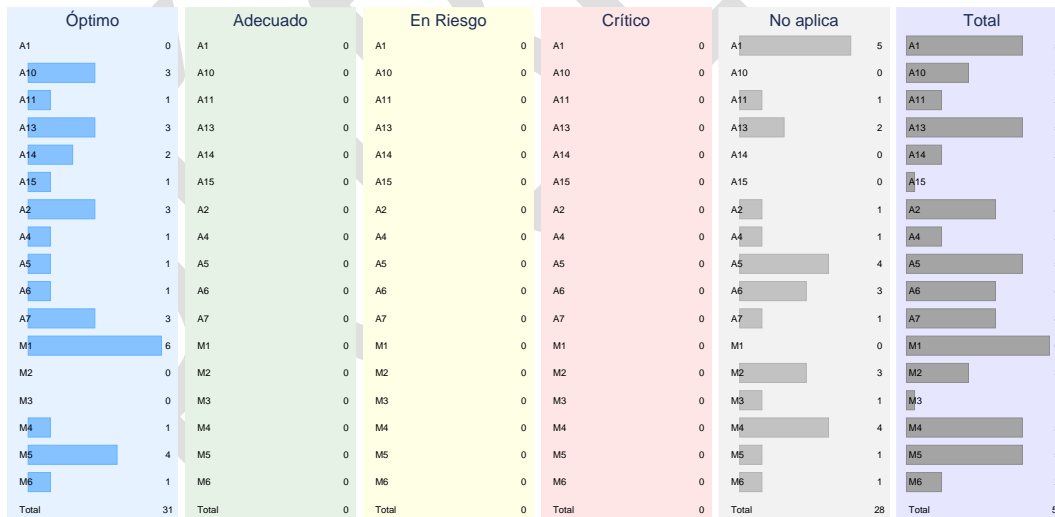 Óptimo Adecuado En Riesgo Crítico No aplica Total
A1 0 A1 0 A1 0 A1 0 A1 5 A1
A10 3 A10 0 A10 0 A10 0 A10 0 A10
A11 1 A11 0 A11 0 A11 0 A11 1 A11
A13 3 A13 0 A13 0 A13 0 A13 2 A13
A14 2 A14 0 A14 0 A14 0 A14 0 A14
A15 1 A15 0 A15 0 A15 0 A15 0 A15
A2 3 A2 0 A2 0 A2 0 A2 1 A2
A4 1 A4 0 A4 0 A4 0 A4 1 A4
A5 1 A5 0 A5 0 A5 0 A5 4 A5
A6 1 A6 0 A6 0 A6 0 A6 3 A6
A7 3 A7 0 A7 0 A7 0 A7 1 A7
M1 6 M1 0 M1 0 M1 0 M1 0 M1
M2 0 M2 0 M2 0 M2 0 M2 3 M2
M3 0 M3 0 M3 0 M3 0 M3 1 M3
M4 1 M4 0 M4 0 M4 0 M4 4 M4
M5 4 M5 0 M5 0 M5 0 M5 1 M5
M6 1 M6 0 M6 0 M6 0 M6 1 M6
Total 31 Total 0 Total 0 Total 0 Total 28 Total